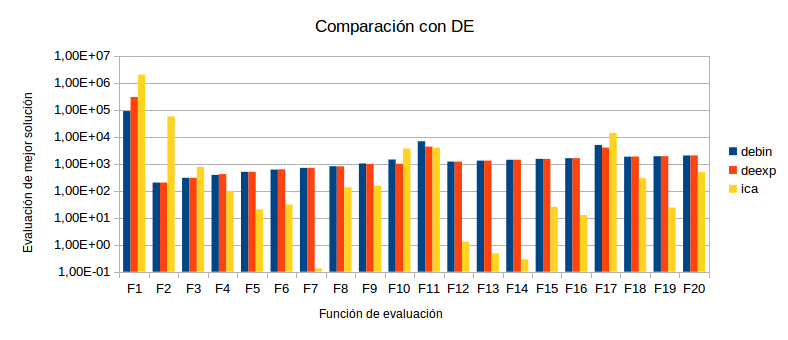 Comparación con DE
Evaluación de mejor solución
1,00E+07
1,00E+06
1,00E+05
1,00E+04
1,00E+03
1,00E+02
1,00E+01
1,00E+00
1,00E-01
F1 F2 F3 F4 F5 F6 F7 F8 F9 F10 F11 F12 F13 F14 F15 F16 F17 F18 F19 F20
Función de evaluación
debin
deexp
ica